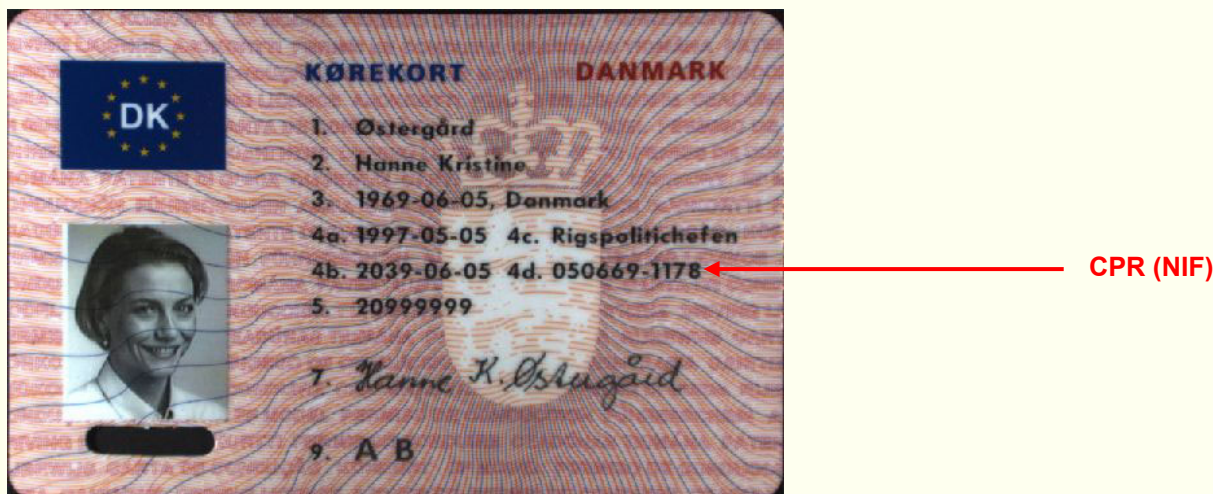 DK
KØREKORT DANMARK
1. Østergård
2. Hanne Kristine
3. 1969-06-05, Danmark
4a. 1997-05-05 4c. Rigspolitichefen
4b. 2039-06-05 4d. 050669-1178
CPR (NIF)
5. 20999999
7. Hanne K. Østergård
9. A B